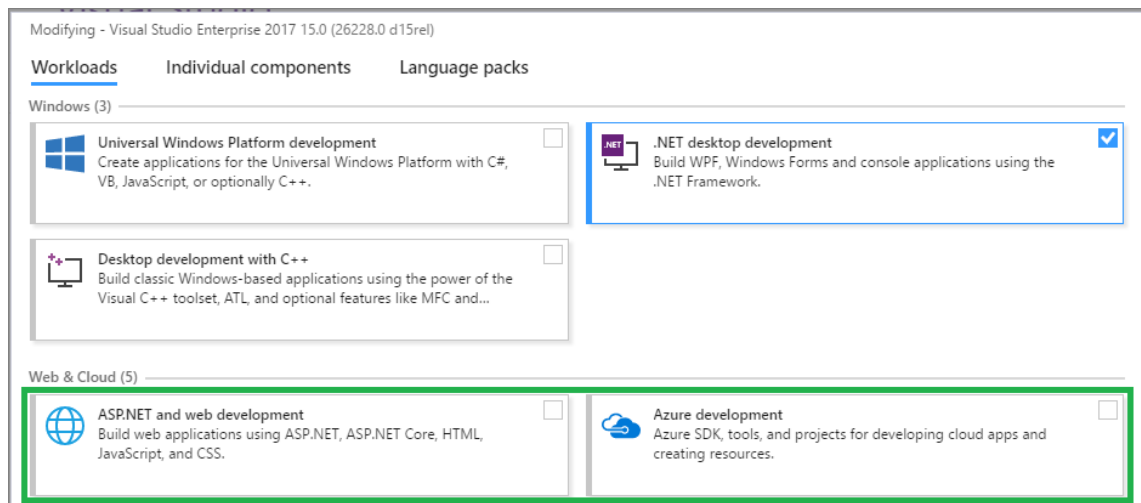 Modifying - Visual Studio Enterprise 2017 15.0 (26228.0 d15rel)
Workloads Individual components Language packs
Windows (3)
Universal Windows Platform development
Create applications for the Universal Windows Platform with C#,
VB, JavaScript, or optionally C++.
.NET
.NET desktop development
Build WPF, Windows Forms and console applications using the
.NET Framework.
Desktop development with C++
Build classic Windows-based applications using the power of the
Visual C++ toolset, ATL, and optional features like MFC and...
Web & Cloud (5)
ASP.NET and web development
Build web applications using ASP.NET, ASP.NET Core, HTML,
JavaScript, and CSS.
Azure development
Azure SDK, tools, and projects for developing cloud apps and
creating resources.